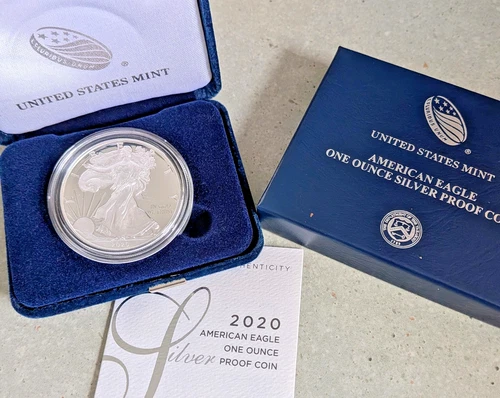 UNITED STATES MINT
UNITED STATES MINT
AMERICAN EAGLE
ONE OUNCE SILVER PROOF CO
ENTICITY
2020
AMERICAN EAGLE
ONE OUNCE
Silver PROOF COIN